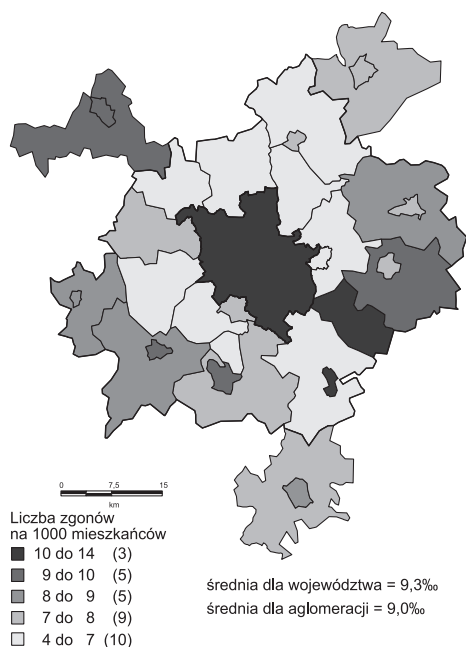 0 7,5 15
km
Liczba zgonów
na 1000 mieszkańców
10 do 14 (3)
9 do 10 (5)
8 do 9 (5)
7 do 8 (9)
4 do 7 (10)
średnia dla województwa = 9,3‰
średnia dla aglomeracji = 9,0‰